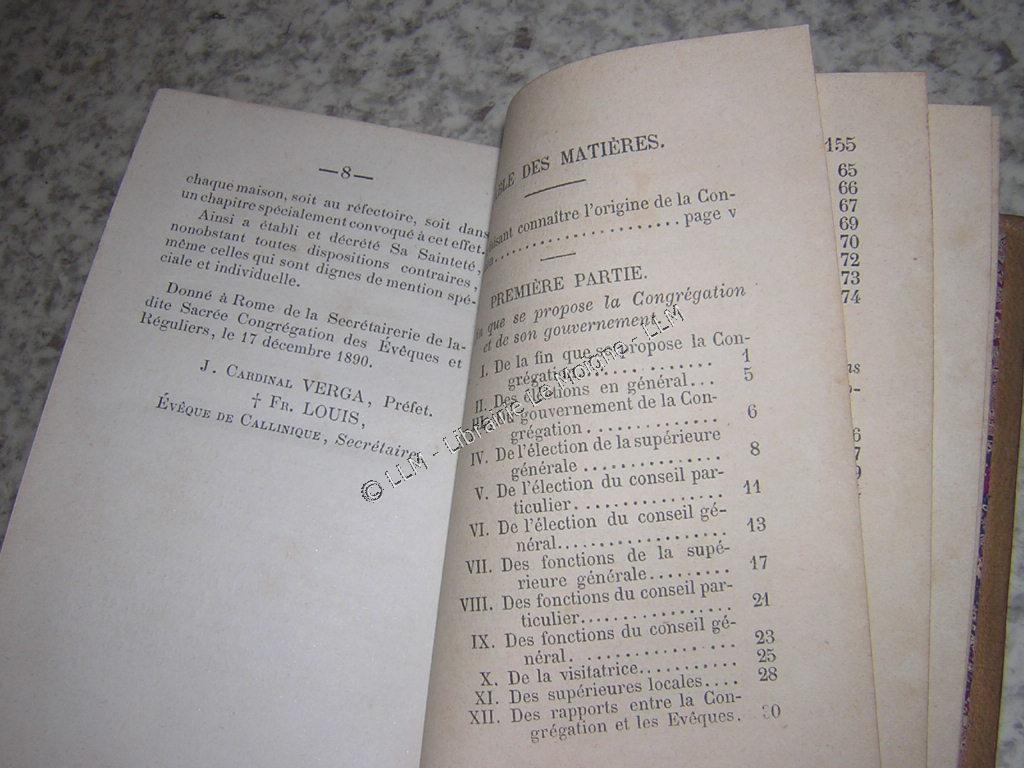 —8—
chaque maison, soit au réfectoire, soit dans
un chapitre spécialement convoqué à cet effet.
Ainsi a établi et décrété Sa Sainteté,
nonobstant toutes dispositions contraires,
même celles qui sont dignes de mention spé-
ciale et individuelle.
Donné à Rome de la Secrétairerie de la-
dite Sacrée Congrégation des Évêques et
Réguliers, le 17 décembre 1890.
J. CARDINAL VERGA, Préfet.
† FR. LOUIS,
ÉVÊQUE DE CALLINIQUE, Secrétaire.
DES MATIÈRES.
connaître l'origine de la Con-
page v
PREMIÈRE PARTIE.
que se propose la Congrégation
et de son gouvernement.
I. De la fin que se propose la Con-
grégation 1
II. Des élections en général... 5
III. gouvernement de la Con-
grégation . . . . . . . . . . . 6
IV. De l'élection de la supérieure
générale . . . . . . . . . . . 8
V. De l'élection du conseil par-
ticulier. . . . . . . . . . . . 11
VI. De l'élection du conseil gé-
néral. . . . . . . . . . . . . 13
VII. Des fonctions de la supé-
rieure générale. . . . . . . . 17
VIII. Des fonctions du conseil par-
ticulier. . . . . . . . . . . . 21
IX. Des fonctions du conseil gé-
néral. . . . . . . . . . . . . 23
X. De la visitatrice. . . . . . . . 25
XI. Des supérieures locales.... 28
XII. Des rapports entre la Con-
grégation et les Evêques. 30
155
65
66
67
69
70
72
73
74
© LLM - Librairie Le Moigne - LLM